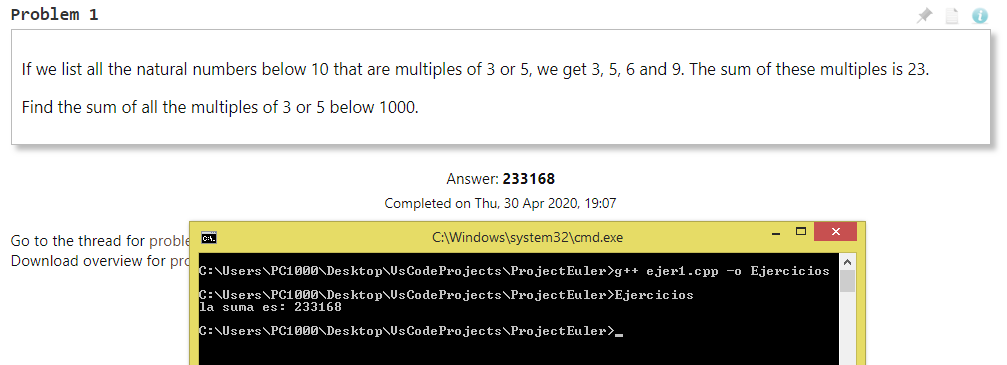 Problem 1
If we list all the natural numbers below 10 that are multiples of 3 or 5, we get 3, 5, 6 and 9. The sum of these multiples is 23.
Find the sum of all the multiples of 3 or 5 below 1000.
Answer: 233168
Completed on Thu, 30 Apr 2020, 19:07
Go to the thread for proble
Download overview for pro
C:\Windows\system32\cmd.exe
C:\Users\PC1000\Desktop\VsCodeProjects\ProjectEuler>g++ ejer1.cpp -o Ejercicios
C:\Users\PC1000\Desktop\VsCodeProjects\ProjectEuler>Ejercicios
la suma es: 233168
C:\Users\PC1000\Desktop\VsCodeProjects\ProjectEuler>_